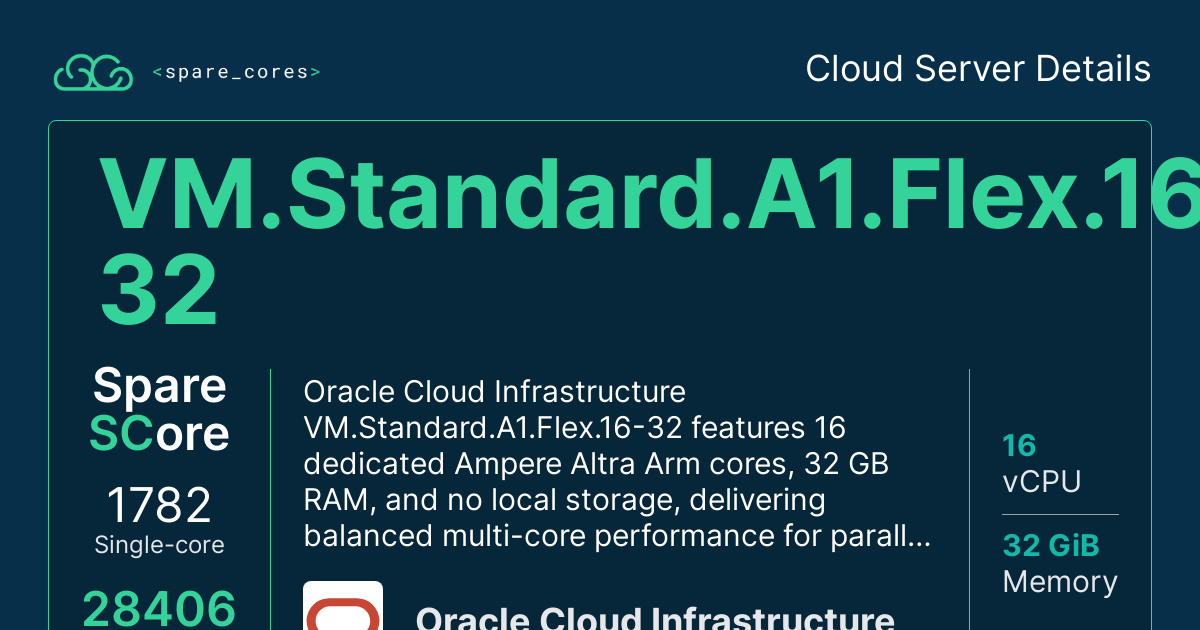 <spare_cores>
Cloud Server Details
VM.Standard.A1.Flex.16
32
Spare
SCore
1782
Single-core
28406
Oracle Cloud Infrastructure
VM.Standard.A1.Flex.16-32 features 16
dedicated Ampere Altra Arm cores, 32 GB
RAM, and no local storage, delivering
balanced multi-core performance for parall...
Oracle Cloud Infrastructure
16
vCPU
32 GiB
Memory